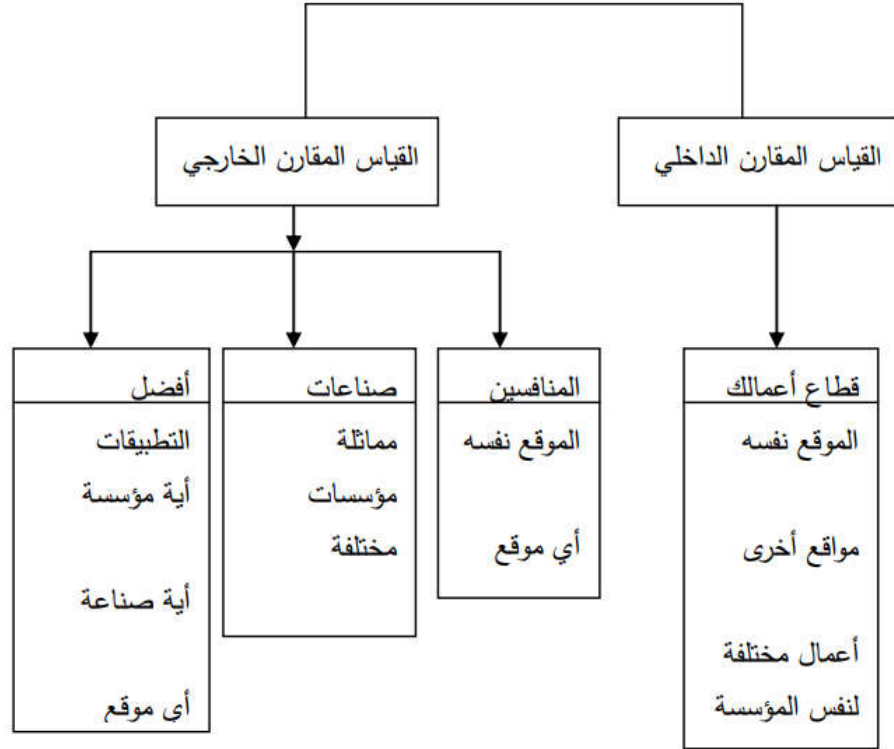 القياس المقارن الداخلي
القياس المقارن الخارجي
قطاع أعمالك
الموقع نفسه
مواقع أخرى
أعمال مختلفة
لنفس المؤسسة
المنافسين
الموقع نفسه
أي موقع
صناعات
مماثلة
مؤسسات
مختلفة
أفضل
التطبيقات
أية مؤسسة
أية صناعة
أي موقع